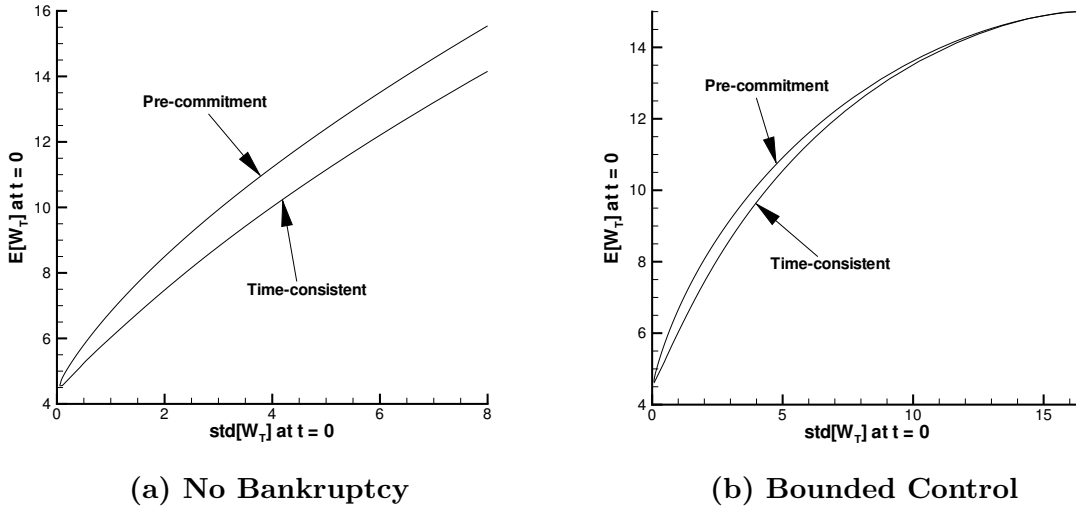 E[W_T] at t = 0
16
14
12
10
8
6
4
Pre-commitment
Time-consistent
0
2
4
6
8
std[W_T] at t = 0
(a) No Bankruptcy
E[W_T] at t = 0
14
12
10
8
6
4
Pre-commitment
Time-consistent
0
5
10
15
std[W_T] at t = 0
(b) Bounded Control